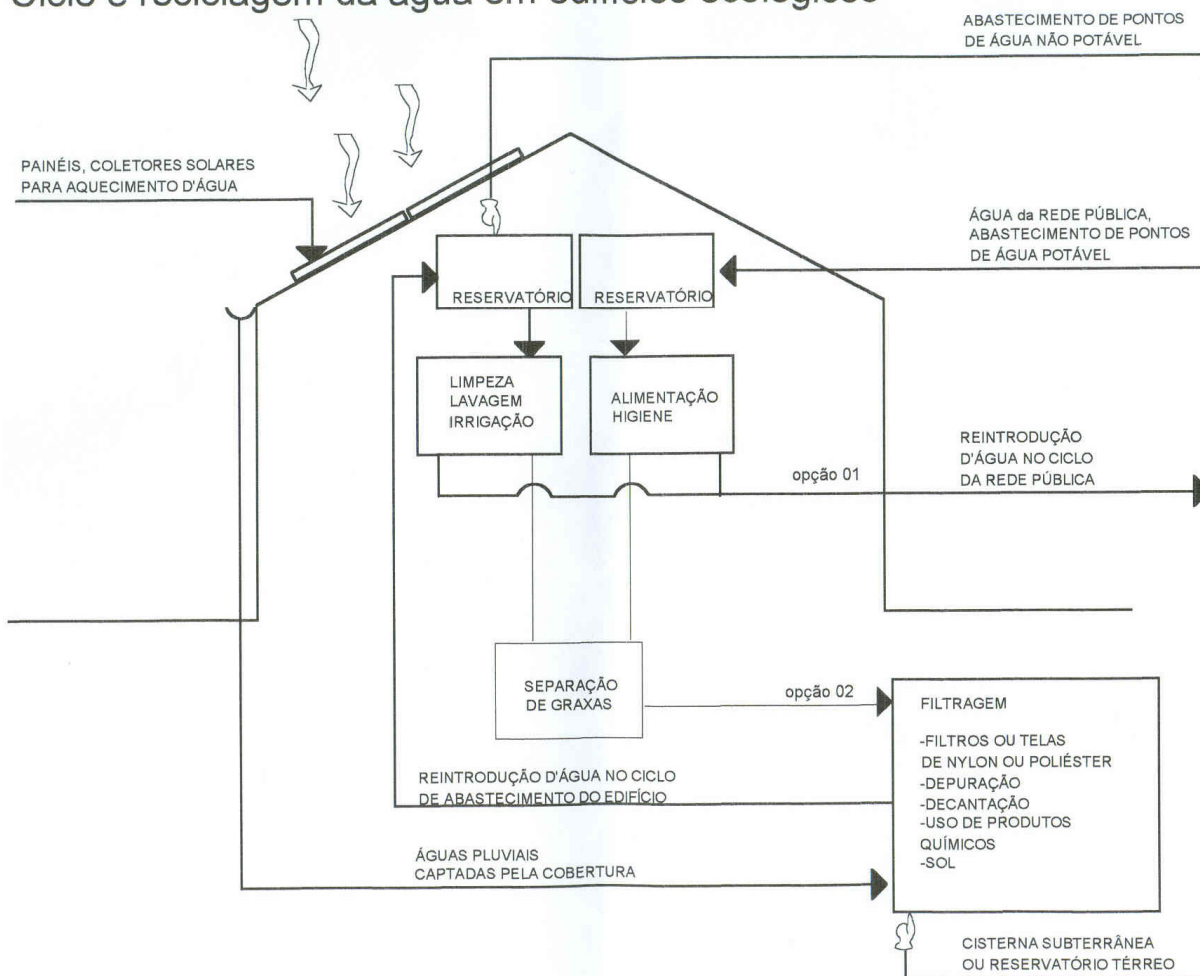 Ciclo e reciclagem da água em edifícios ecológicos
ABASTECIMENTO DE PONTOS
DE ÁGUA NÃO POTÁVEL
PAINÉIS, COLETORES SOLARES
PARA AQUECIMENTO D'ÁGUA
ÁGUA da REDE PÚBLICA,
ABASTECIMENTO DE PONTOS
DE ÁGUA POTÁVEL
RESERVATÓRIO
RESERVATÓRIO
LIMPEZA
LAVAGEM
IRRIGAÇÃO
ALIMENTAÇÃO
HIGIENE
REINTRODUÇÃO
D'ÁGUA NO CICLO
DA REDE PÚBLICA
opção 01
SEPARAÇÃO
DE GRAXAS
opção 02
FILTRAGEM
-FILTROS OU TELAS
DE NYLON OU POLIÉSTER
-DEPURAÇÃO
-DECANTAÇÃO
-USO DE PRODUTOS
QUÍMICOS
-SOL
REINTRODUÇÃO D'ÁGUA NO CICLO
DE ABASTECIMENTO DO EDIFÍCIO
ÁGUAS PLUVIAIS
CAPTADAS PELA COBERTURA
CISTERNA SUBTERRÂNEA
OU RESERVATÓRIO TÉRREO